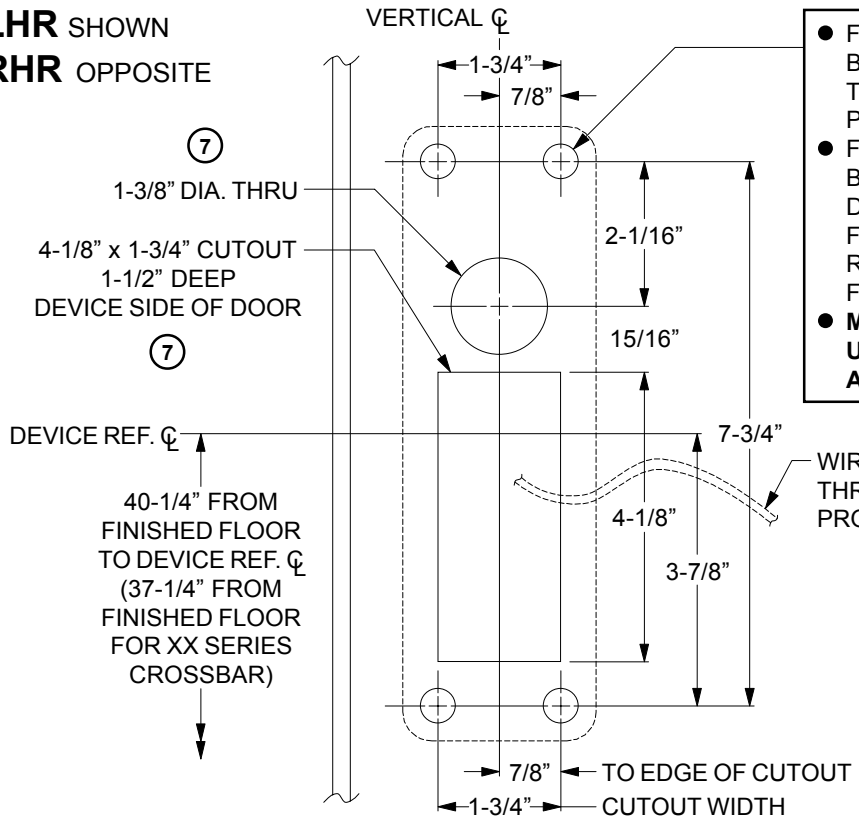 LHR SHOWN
RHR OPPOSITE
VERTICAL ℄
1-3/4”
7/8”
7
1-3/8” DIA. THRU
4-1/8” x 1-3/4” CUTOUT
1-1/2” DEEP
DEVICE SIDE OF DOOR
7
2-1/16”
15/16”
DEVICE REF. ℄
7-3/4”
40-1/4” FROM
FINISHED FLOOR
TO DEVICE REF. ℄
(37-1/4” FROM
FINISHED FLOOR
FOR XX SERIES
CROSSBAR)
4-1/8”
3-7/8”
7/8” TO EDGE OF CUTOUT
1-3/4” CUTOUT WIDTH